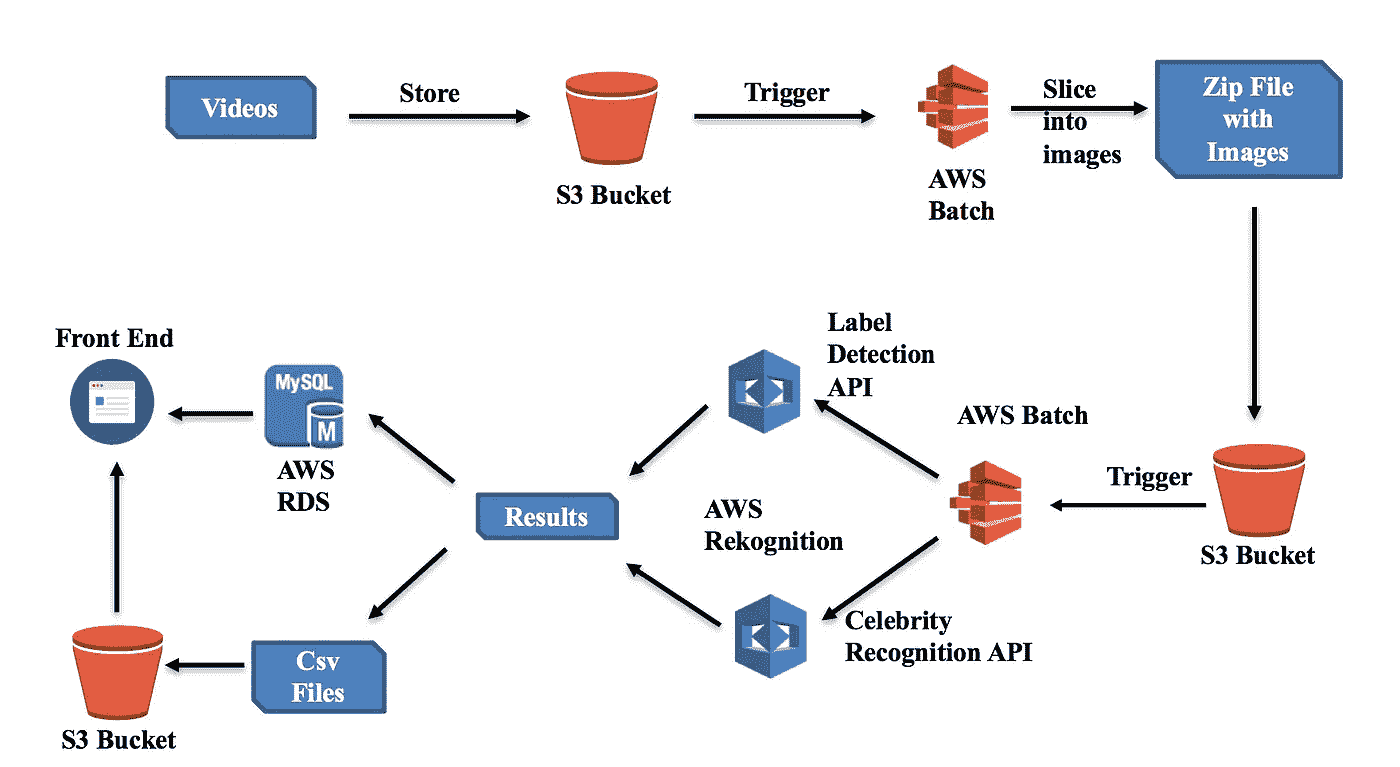 Videos
Store
S3 Bucket
Trigger
AWS
Batch
Slice
into
images
Zip File
with
Images
Front End
MySQL
M
AWS
RDS
Results
Label
Detection
API
AWS
Rekognition
AWS Batch
Trigger
S3 Bucket
Celebrity
Recognition API
Csv
Files
S3 Bucket